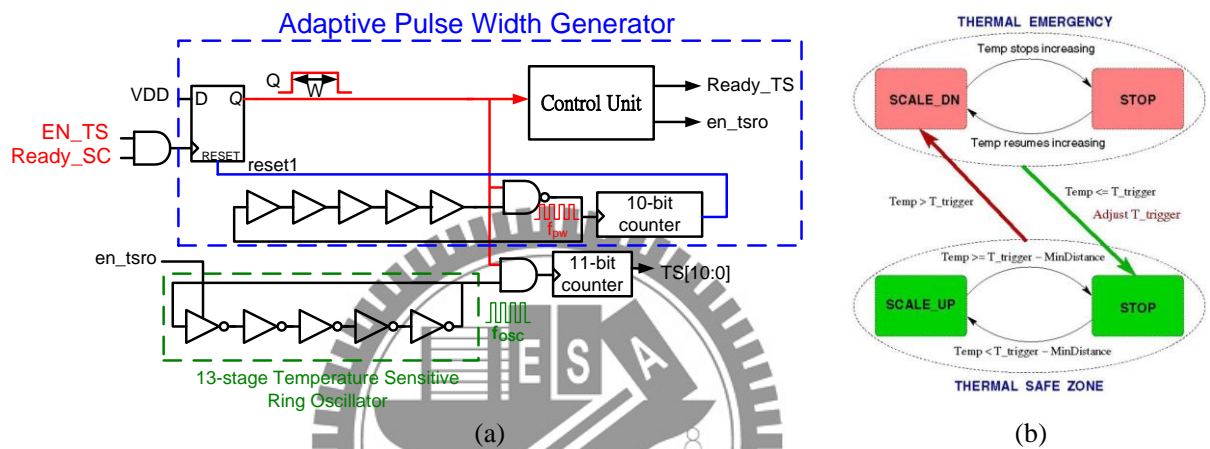 Adaptive Pulse Width Generator
VDD
D
Q
Q
W
EN_TS
Ready_SC
RESET
reset1
Control Unit
Ready_TS
en_tsro
fpw
10-bit
counter
en_tsro
11-bit
counter
TS[10:0]
fosc
13-stage Temperature Sensitive
Ring Oscillator
ESA
(a)
THERMAL EMERGENCY
Temp stops increasing
SCALE_DN
STOP
Temp resumes increasing
Temp > T_trigger
Temp <= T_trigger
Adjust T_trigger
Temp >= T_trigger – MinDistance
SCALE_UP
STOP
Temp < T_trigger – MinDistance
THERMAL SAFE ZONE
(b)